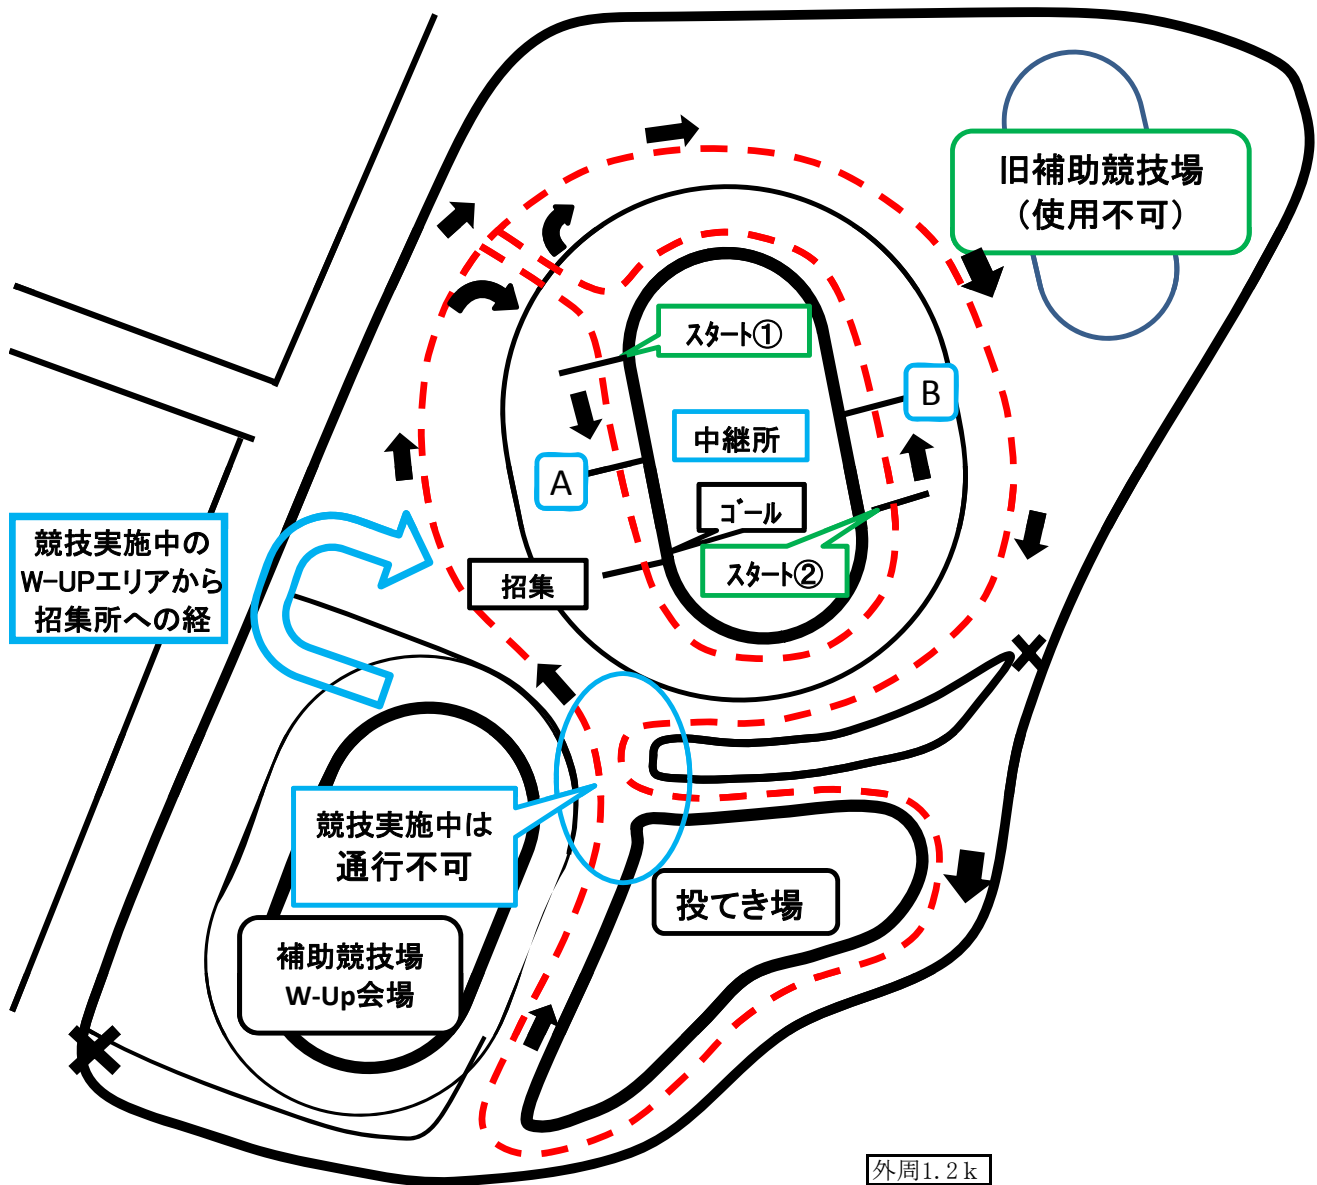 旧補助競技場
（使用不可）
スタート①
B
中継所
A
ゴール
スタート②
招集
競技実施中の
W-UPエリアから
招集所への経
競技実施中は
通行不可
投てき場
補助競技場
W-Up会場
外周1.2ｋ